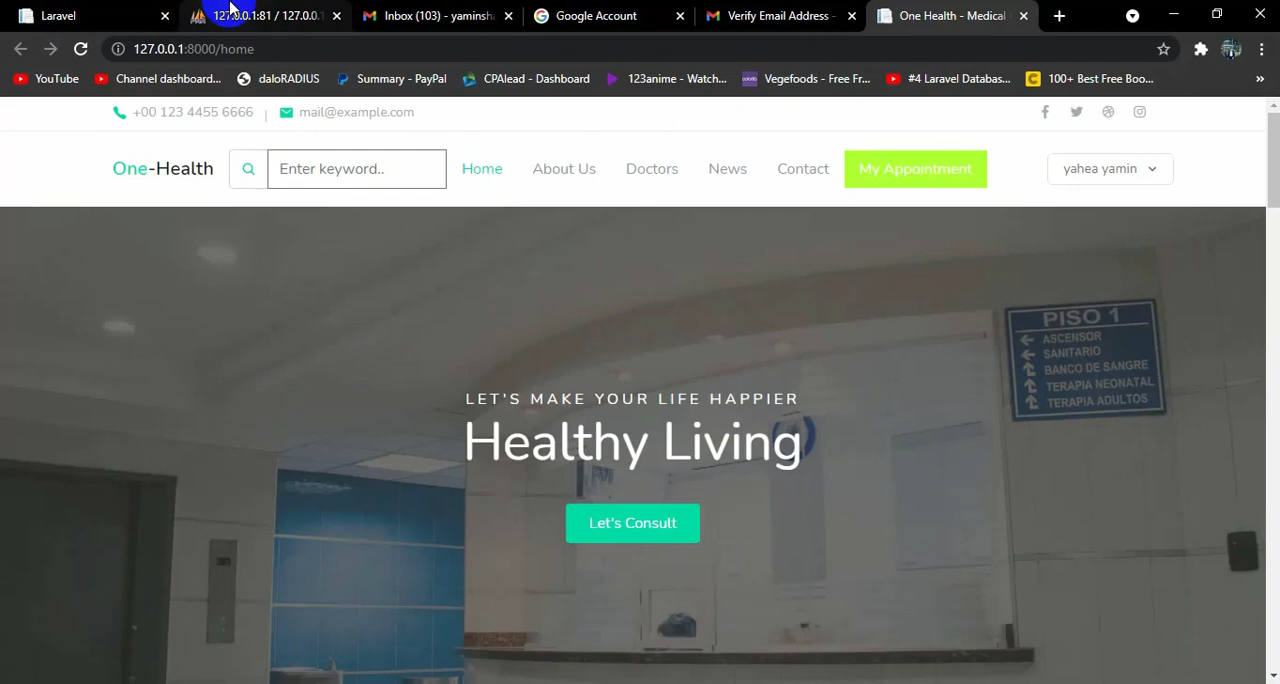 Laravel
127.0.0.1:81 / 127.0.0.1
Inbox (103) - yaminsha
Google Account
Verify Email Address -
One Health - Medical
127.0.0.1:8000/home
YouTube
Channel dashboard...
daloRADIUS
Summary - PayPal
CPAlead - Dashboard
123anime - Watch...
Vegefoods - Free Fr...
#4 Laravel Databas...
100+ Best Free Boo...
»
+00 123 4455 6666 | mail@example.com
One-Health
Enter keyword..
Home
About Us
Doctors
News
Contact
My Appointment
yahea yamin
PISO 1
ASCENSOR
SANITARIO
BANCO DE SANGRE
TERAPIA NEONATAL
TERAPIA ADULTOS
LET'S MAKE YOUR LIFE HAPPIER
Healthy Living
Let's Consult